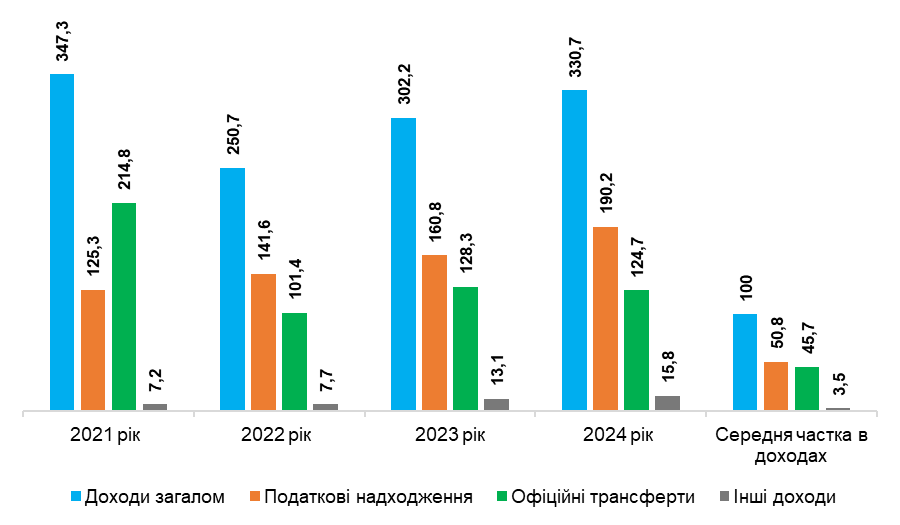 347,3
125,3
214,8
7,2
250,7
141,6
101,4
7,7
302,2
160,8
128,3
13,1
330,7
190,2
124,7
15,8
100
50,8
45,7
3,5
2021 рік
2022 рік
2023 рік
2024 рік
Середня частка в
доходах
Доходи загалом
Податкові надходження
Офіційні трансферти
Інші доходи